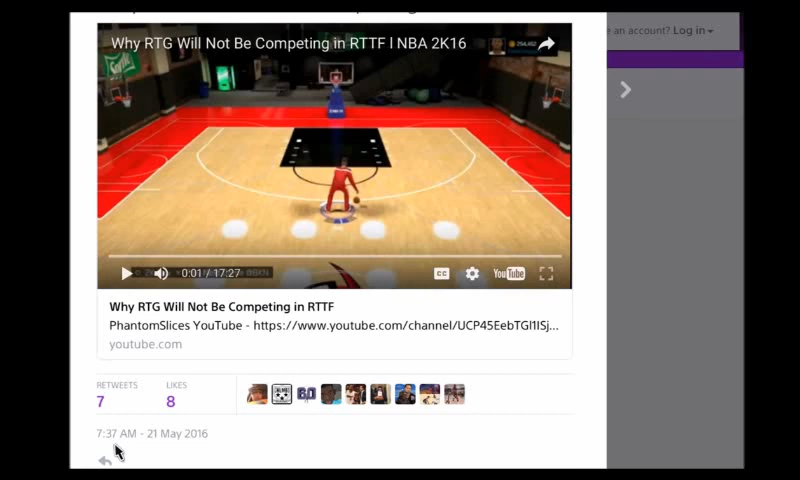 Why RTG Will Not Be Competing in RTTF l NBA 2K16
e an account? Log in
Sprite
0:01 / 17:27
CC
YouTube
Why RTG Will Not Be Competing in RTTF
PhantomSlices YouTube - https://www.youtube.com/channel/UCP45EebTGl1ISj...
youtube.com
RETWEETS
LIKES
7
8
7:37 AM - 21 May 2016